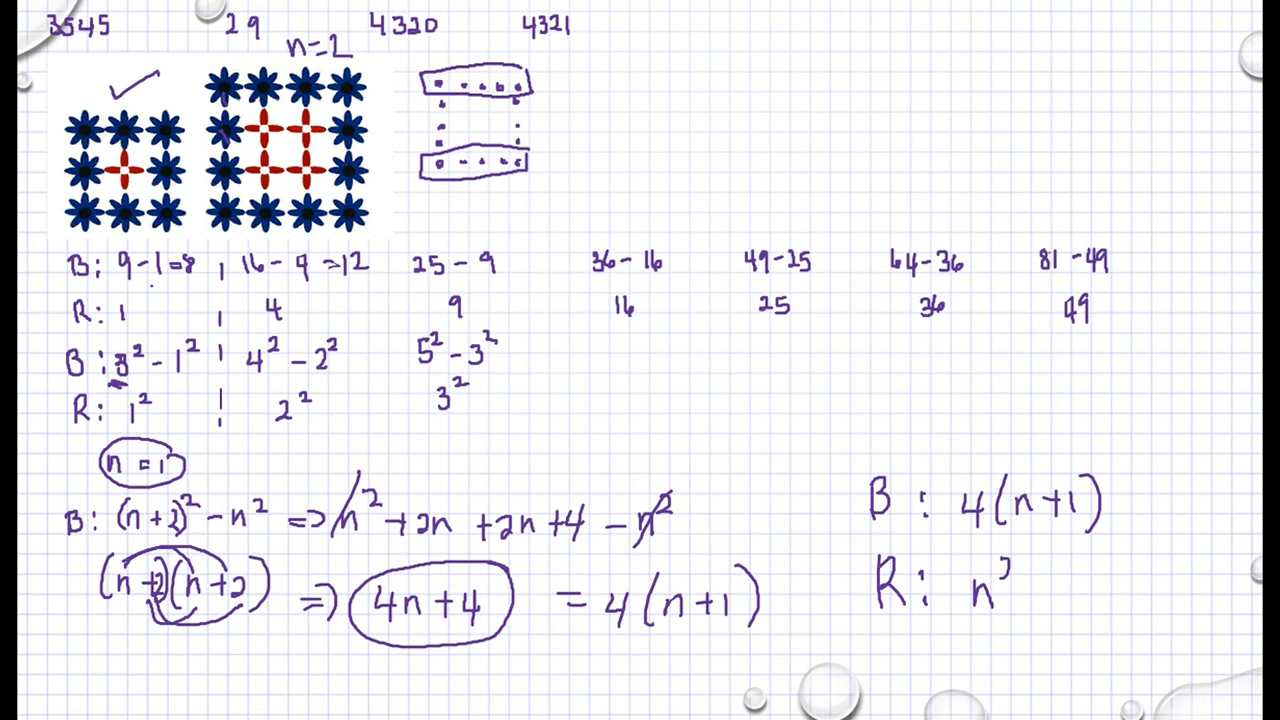 3545 29 4320 4321
n=2
B: 9-1=8 , 16-4=12 25-9 36-16 49-25 64-36 81-49
R: 1 , 4 9 16 25 36 49
B: 3²-1² , 4²-2² 5²-3²
R: 1² , 2² 3²
n=1
B: (n+2)²-n² => n²+2n+2n+4-n² B: 4(n+1)
(n+2)(n+2) => 4n+4 = 4(n+1) R: n²